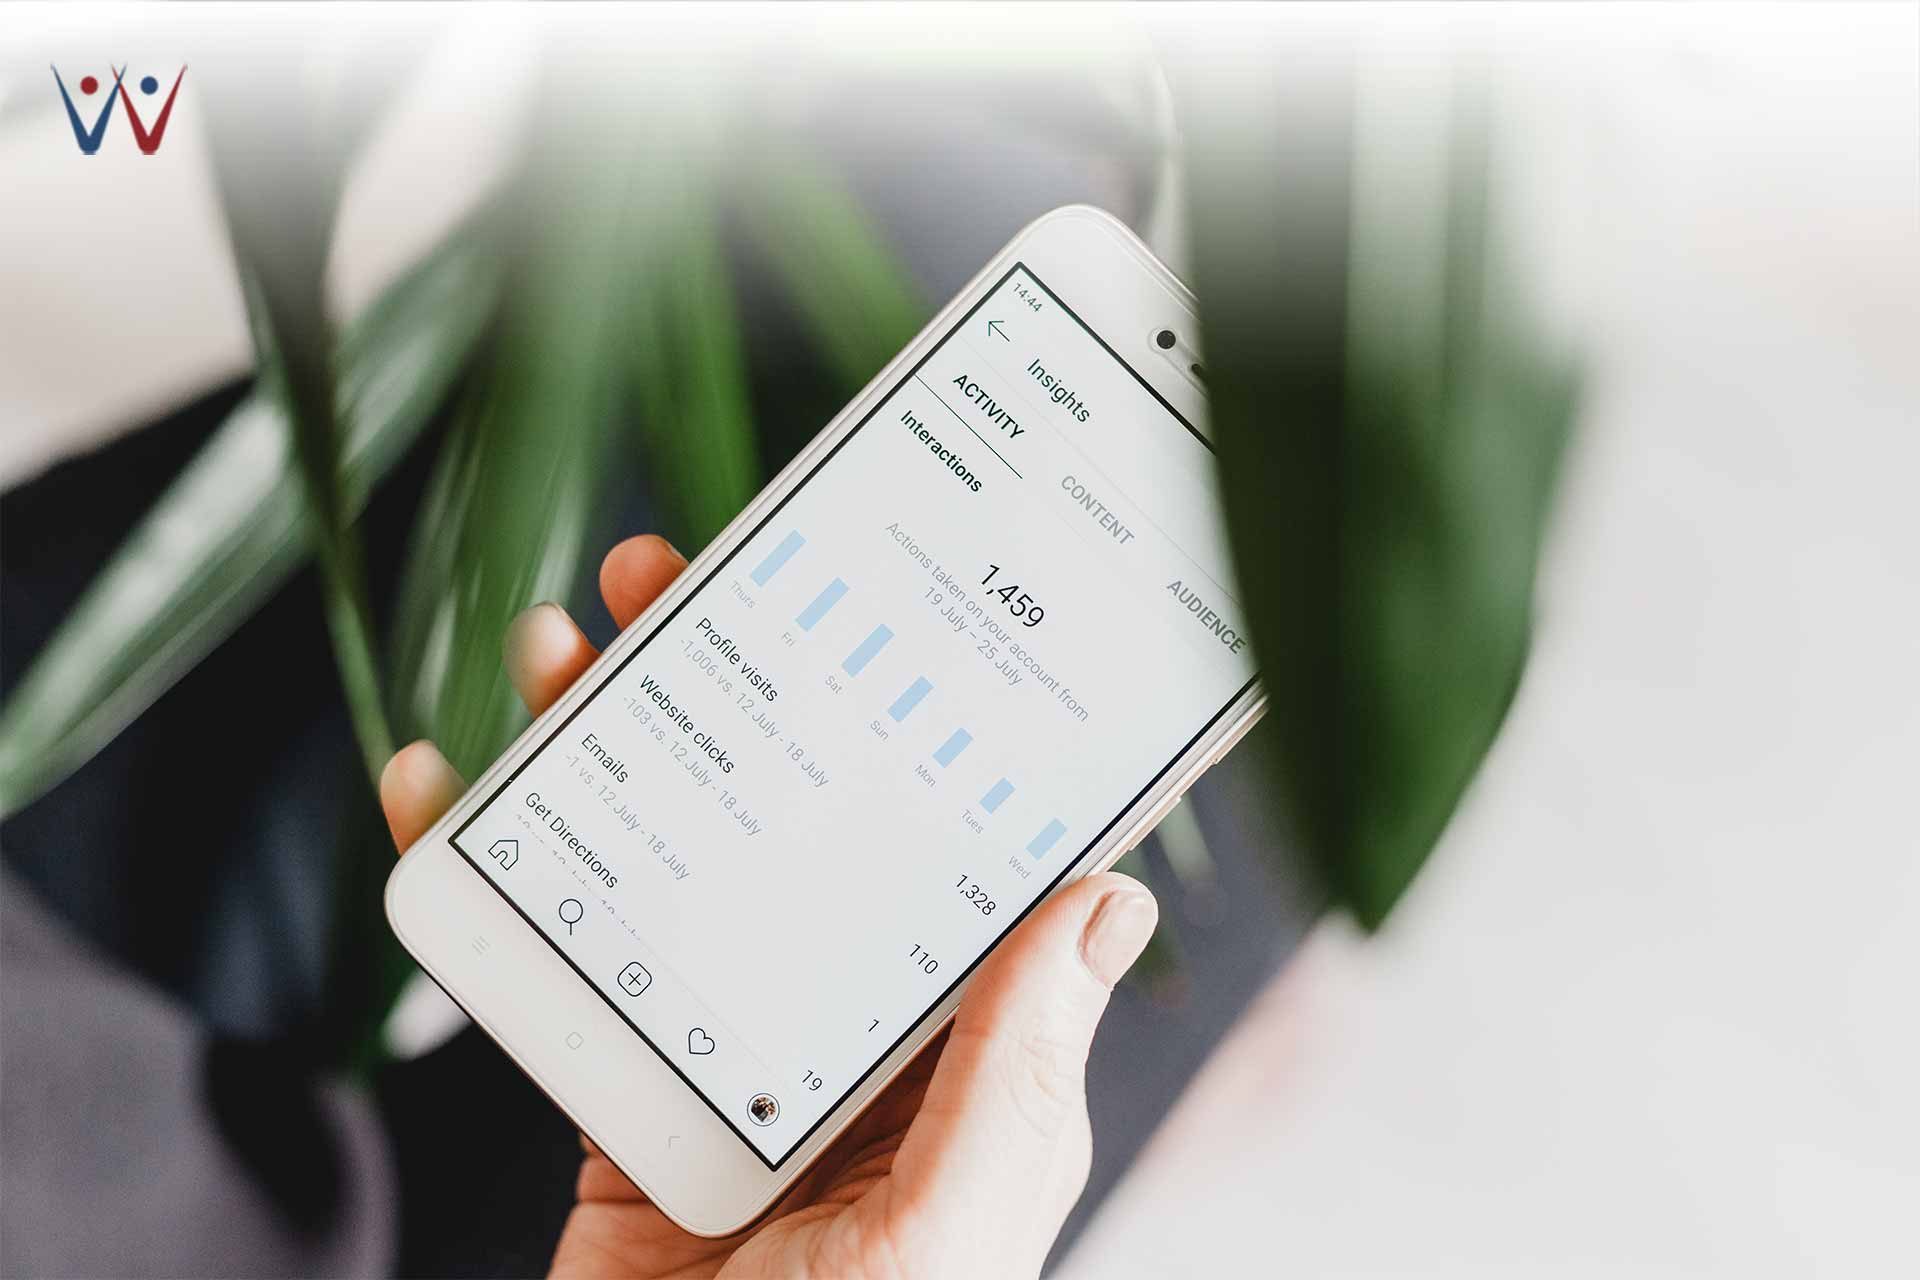 14:44
Insights
ACTIVITY CONTENT AUDIENCE
Interactions
1,459
Actions taken on your account from
19 July – 25 July
Thurs Fri Sat Sun Mon Tues Wed
Profile visits 1,328
-1,006 vs. 12 July - 18 July
Website clicks 110
-103 vs. 12 July - 18 July
Emails 1
-1 vs. 12 July - 18 July
Get Directions 19